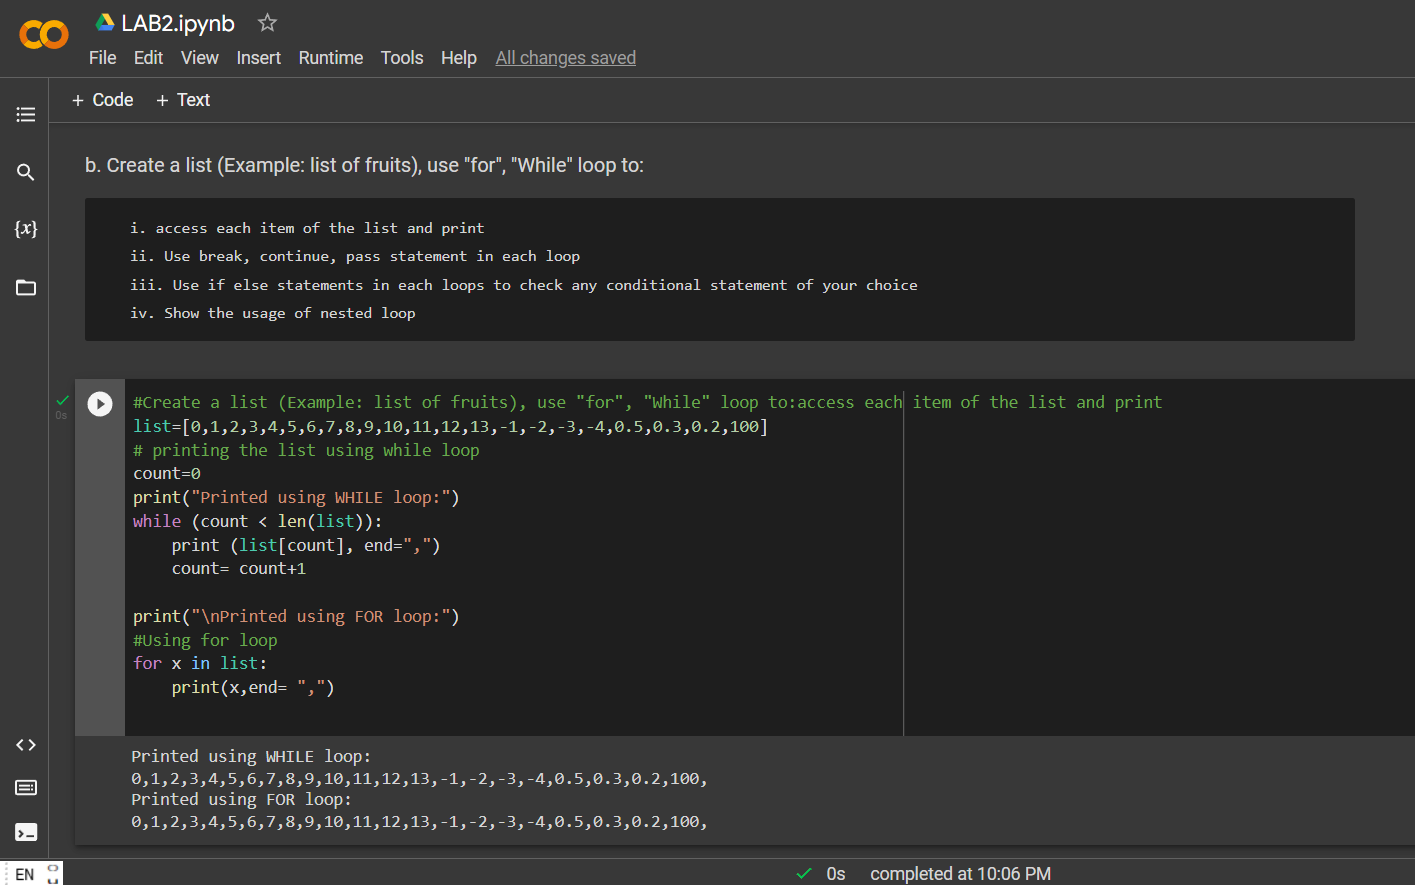 LAB2.ipynb
File Edit View Insert Runtime Tools Help All changes saved
+ Code + Text
b. Create a list (Example: list of fruits), use "for", "While" loop to:
{x}
i. access each item of the list and print
ii. Use break, continue, pass statement in each loop
iii. Use if else statements in each loops to check any conditional statement of your choice
iv. Show the usage of nested loop
0s
#Create a list (Example: list of fruits), use "for", "While" loop to:access each item of the list and print
list=[0,1,2,3,4,5,6,7,8,9,10,11,12,13,-1,-2,-3,-4,0.5,0.3,0.2,100]
# printing the list using while loop
count=0
print("Printed using WHILE loop:")
while (count < len(list)):
    print (list[count], end=",")
    count= count+1
print("\nPrinted using FOR loop:")
#Using for loop
for x in list:
    print(x,end= ",")
Printed using WHILE loop:
0,1,2,3,4,5,6,7,8,9,10,11,12,13,-1,-2,-3,-4,0.5,0.3,0.2,100,
Printed using FOR loop:
0,1,2,3,4,5,6,7,8,9,10,11,12,13,-1,-2,-3,-4,0.5,0.3,0.2,100,
EN
0s completed at 10:06 PM